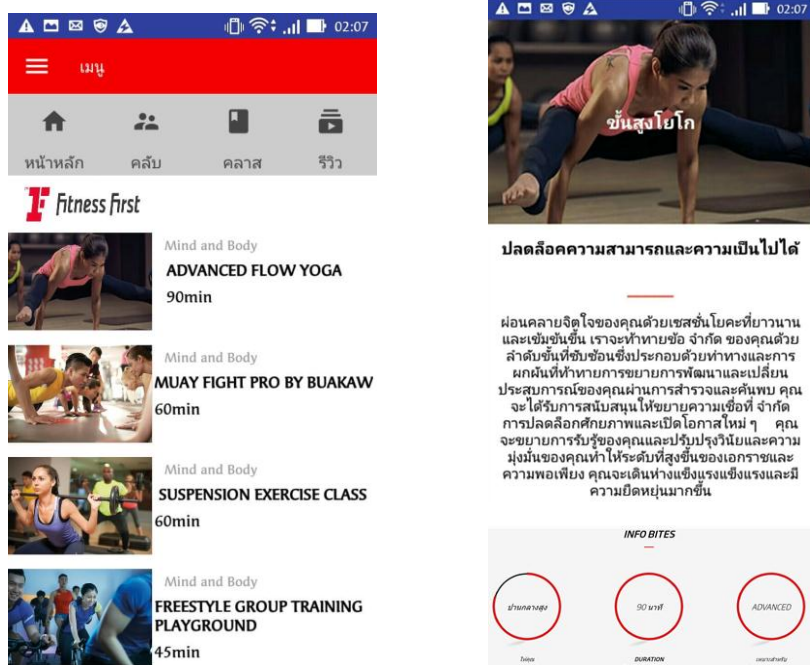 02:07
เมนู
หน้าหลัก คลับ คลาส รีวิว
Fitness First
Mind and Body
ADVANCED FLOW YOGA
90min
Mind and Body
MUAY FIGHT PRO BY BUAKAW
60min
Mind and Body
SUSPENSION EXERCISE CLASS
60min
Mind and Body
FREESTYLE GROUP TRAINING
PLAYGROUND
45min
02:07
ขั้นสูงโยโก
ปลดล็อคความสามารถและความเป็นไปได้
ผ่อนคลายจิตใจของคุณด้วยเซสชั่นโยคะที่ยาวนาน
และเข้มข้นขึ้น เราจะท้าทายข้อ จำกัด ของคุณด้วย
ลำดับขั้นที่ซับซ้อนซึ่งประกอบด้วยท่าทางและการ
ผกผันที่ท้าทายการขยายการพัฒนาและเปลี่ยน
ประสบการณ์ของคุณผ่านการสำรวจและค้นพบ คุณ
จะได้รับการสนับสนุนให้ขยายความเชื่อที่ จำกัด
การปลดล็อกศักยภาพและเปิดโอกาสใหม่ ๆ คุณ
จะขยายการรับรู้ของคุณและปรับปรุงวินัยและความ
มุ่งมั่นของคุณทำให้ระดับที่สูงขึ้นของเอกราชและ
ความพอเพียง คุณจะเดินห่างแข็งแรงแข็งแรงและมี
ความยืดหยุ่นมากขึ้น
INFO BITES
ปานกลางสูง 90 นาที ADVANCED
DURATION เหมาะสำหรับ